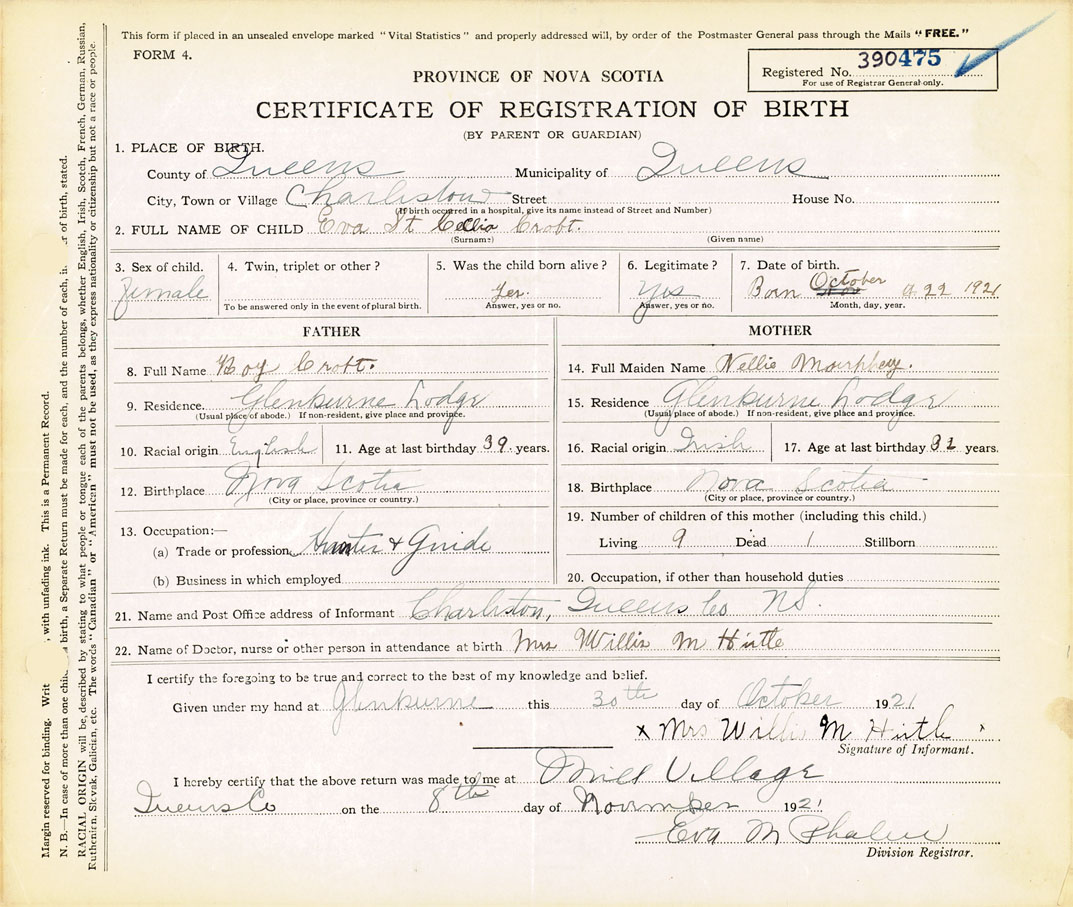 This form if placed in an unsealed envelope marked "Vital Statistics" and properly addressed will, by order of the Postmaster General pass through the Mails "FREE."
FORM 4.
Registered No. 390475
For use of Registrar General only.
PROVINCE OF NOVA SCOTIA
CERTIFICATE OF REGISTRATION OF BIRTH
(BY PARENT OR GUARDIAN)
1. PLACE OF BIRTH.
County of Queens Municipality of Queens
City, Town or Village Charliston Street House No.
(If birth occurred in a hospital, give its name instead of Street and Number)
2. FULL NAME OF CHILD Eva St Croft.
(Surname) (Given name)
3. Sex of child. 4. Twin, triplet or other? 5. Was the child born alive? 6. Legitimate? 7. Date of birth.
female Yes. Yes Born October 22 1921
To be answered only in the event of plural birth. Answer, yes or no. Answer, yes or no. Month, day, year.
FATHER
8. Full Name Roy Croft.
9. Residence. Glenburne Lodge
(Usual place of abode.) If non-resident, give place and province.
10. Racial origin English 11. Age at last birthday 39 years.
12. Birthplace Nova Scotia
(City or place, province or country.)
13. Occupation:—
(a) Trade or profession Hunter & Guide
(b) Business in which employed
MOTHER
14. Full Maiden Name Nellie
15. Residence Glenburne Lodge
(Usual place of abode.) If non-resident, give place and province.
16. Racial origin Irish 17. Age at last birthday years.
18. Birthplace Nova Scotia
(City or place, province or country.)
19. Number of children of this mother (including this child.)
Living 9 Dead 1 Stillborn
20. Occupation, if other than household duties
21. Name and Post Office address of Informant Charliston, Queens Co NS.
22. Name of Doctor, nurse or other person in attendance at birth Mrs Willis M Hirtle
I certify the foregoing to be true and correct to the best of my knowledge and belief.
Given under my hand at Glenburne this 30th day of October 1921
x Mrs Willis M Hirtle x
Signature of Informant.
I hereby certify that the above return was made to me at Mill Village
Queens Co on the 8th day of November 1921
Eva M Phalen
Division Registrar.
Margin reserved for binding. Writ , with unfading ink. This is a Permanent Record.
N. B.—In case of more than one birth, a Separate Return must be made for each, and the number of each, of birth, stated.
RACIAL ORIGIN will be, described by stating to what people or tongue each of the parents belongs, whether English, Irish, Scotch, French, German, Russian,
Ruthenian, Slovak, Galician, etc. The words "Canadian" or "American" must not be used, as they express nationality or citizenship but not a race or people.